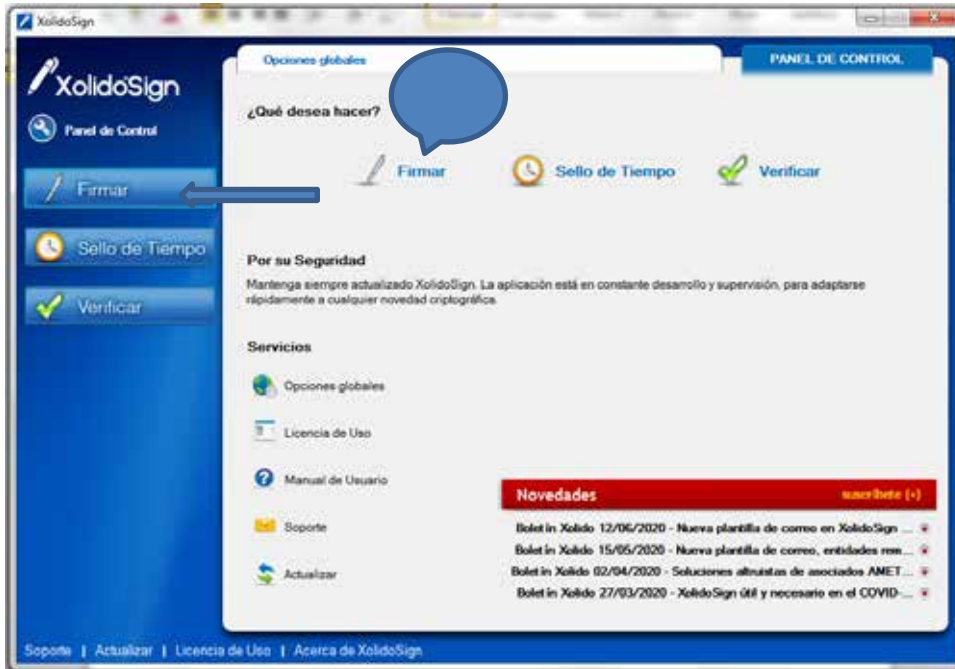 XolidoSign
XolidoSign
Panel de Control
Firmar
Sello de Tiempo
Verificar
Opciones globales
PANEL DE CONTROL
¿Qué desea hacer?
Firmar
Sello de Tiempo
Verificar
Por su Seguridad
Mantenga siempre actualizado XolidoSign. La aplicación está en constante desarrollo y supervisión, para adaptarse
rápidamente a cualquier novedad criptográfica.
Servicios
Opciones globales
Licencia de Uso
Manual de Usuario
Soporte
Actualizar
Novedades
suscríbete (+)
Boletín Xolido 12/06/2020 - Nueva plantilla de correo en XolidoSign ...
Boletín Xolido 15/05/2020 - Nueva plantilla de correo, entidades rem...
Boletín Xolido 02/04/2020 - Soluciones altruistas de asociados AMET...
Boletín Xolido 27/03/2020 - XolidoSign útil y necesario en el COVID-...
Soporte | Actualizar | Licencia de Uso | Acerca de XolidoSign